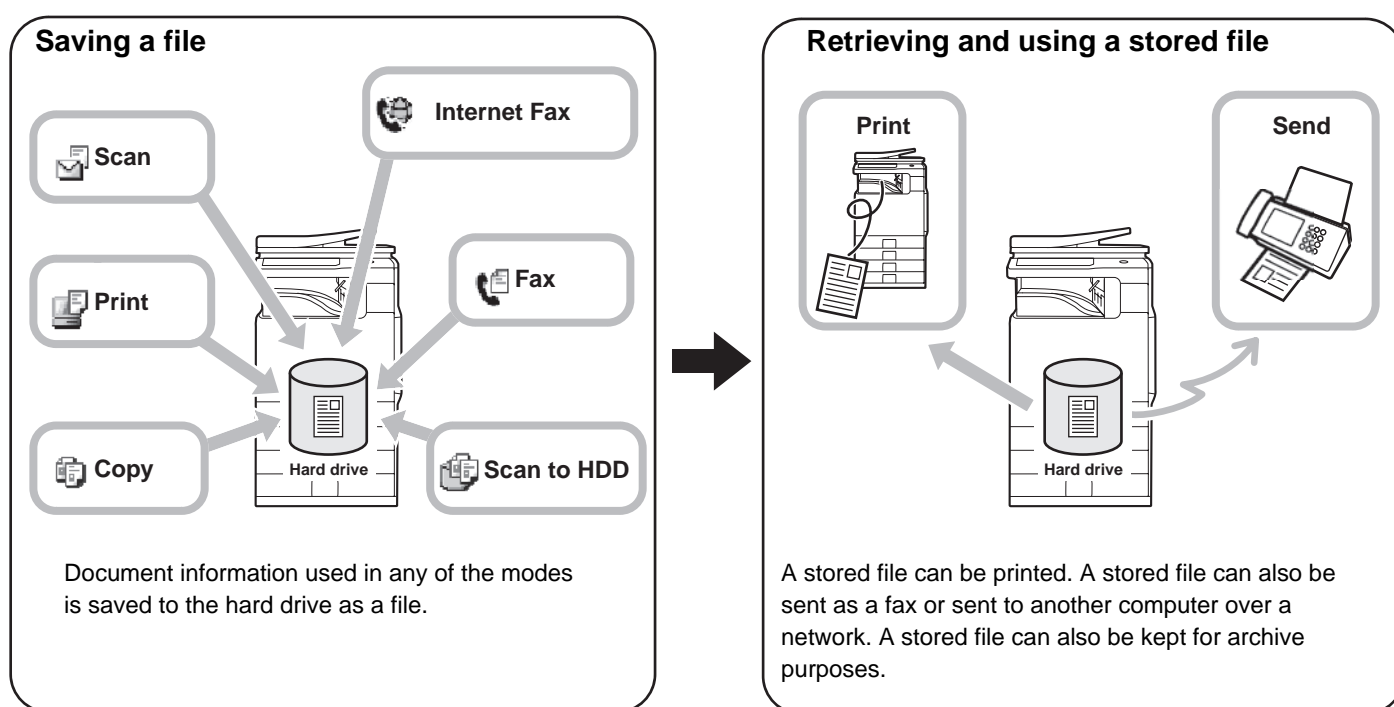 Saving a file
Internet Fax
Scan
Fax
Print
Copy
Hard drive
Scan to HDD
Document information used in any of the modes
is saved to the hard drive as a file.
Retrieving and using a stored file
Print
Send
Hard drive
A stored file can be printed. A stored file can also be
sent as a fax or sent to another computer over a
network. A stored file can also be kept for archive
purposes.